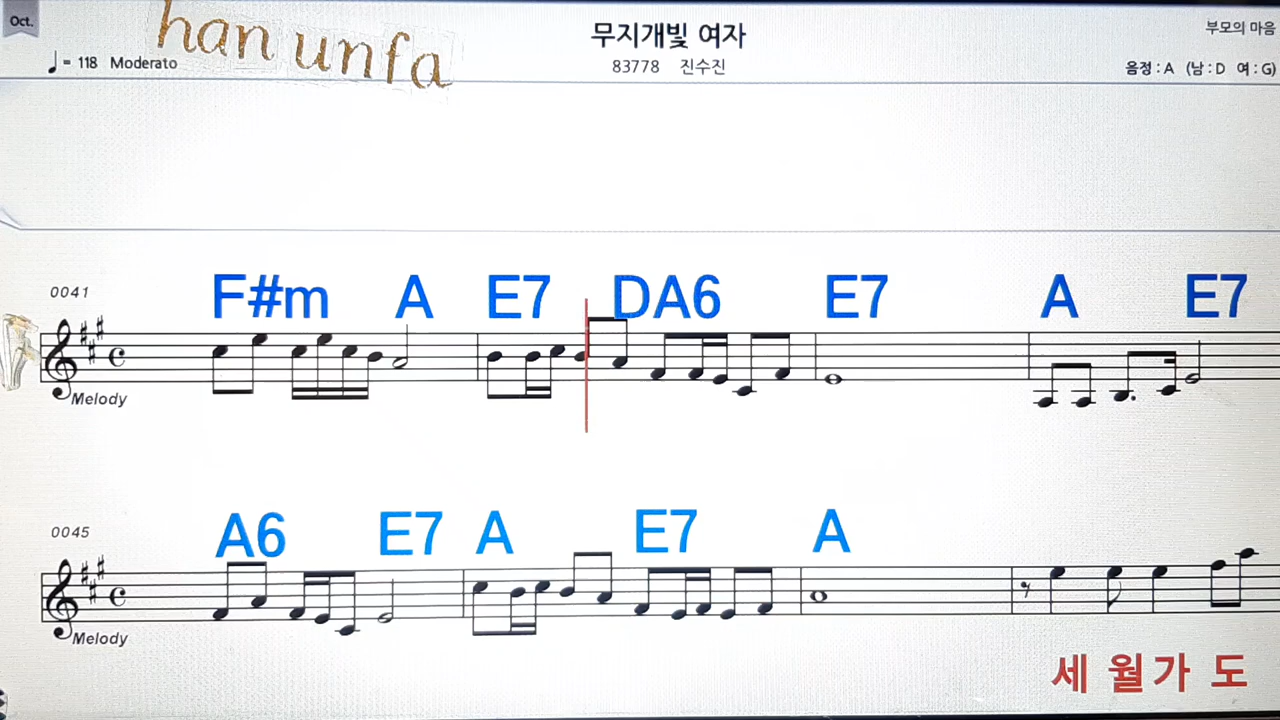 Oct.
han unfa
무지개빛 여자
부모의 마음
♩= 118 Moderato
83778 진수진
음정 : A (남 : D 여 : G)
F#m A E7 DA6 E7 A E7
0041
Melody
A6 E7 A E7 A
0045
Melody
세 월 가 도